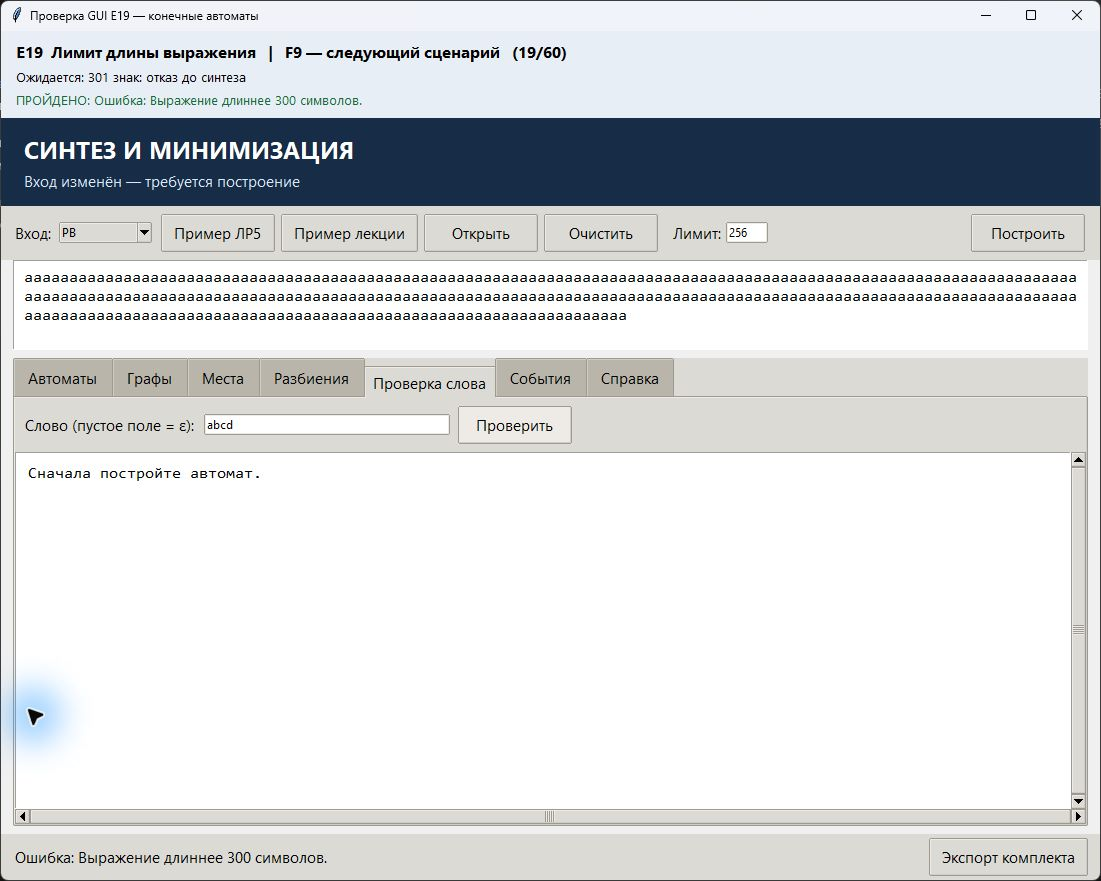 Проверка GUI E19 — конечные автоматы
E19 Лимит длины выражения | F9 — следующий сценарий (19/60)
Ожидается: 301 знак: отказ до синтеза
ПРОЙДЕНО: Ошибка: Выражение длиннее 300 символов.
СИНТЕЗ И МИНИМИЗАЦИЯ
Вход изменён — требуется построение
Вход: РВ Пример ЛР5 Пример лекции Открыть Очистить Лимит: 256 Построить
aaaaaaaaaaaaaaaaaaaaaaaaaaaaaaaaaaaaaaaaaaaaaaaaaaaaaaaaaaaaaaaaaaaaaaaaaaaaaaaaaaaaaaaaaaaaaaaaaaaaaaaaaaaaaaaaaaaaa
aaaaaaaaaaaaaaaaaaaaaaaaaaaaaaaaaaaaaaaaaaaaaaaaaaaaaaaaaaaaaaaaaaaaaaaaaaaaaaaaaaaaaaaaaaaaaaaaaaaaaaaaaaaaaaaaaaaaa
aaaaaaaaaaaaaaaaaaaaaaaaaaaaaaaaaaaaaaaaaaaaaaaaaaaaaaaaaaaaaaaaaaa
Автоматы Графы Места Разбиения Проверка слова События Справка
Слово (пустое поле = ε): abcd Проверить
Сначала постройте автомат.
Ошибка: Выражение длиннее 300 символов. Экспорт комплекта